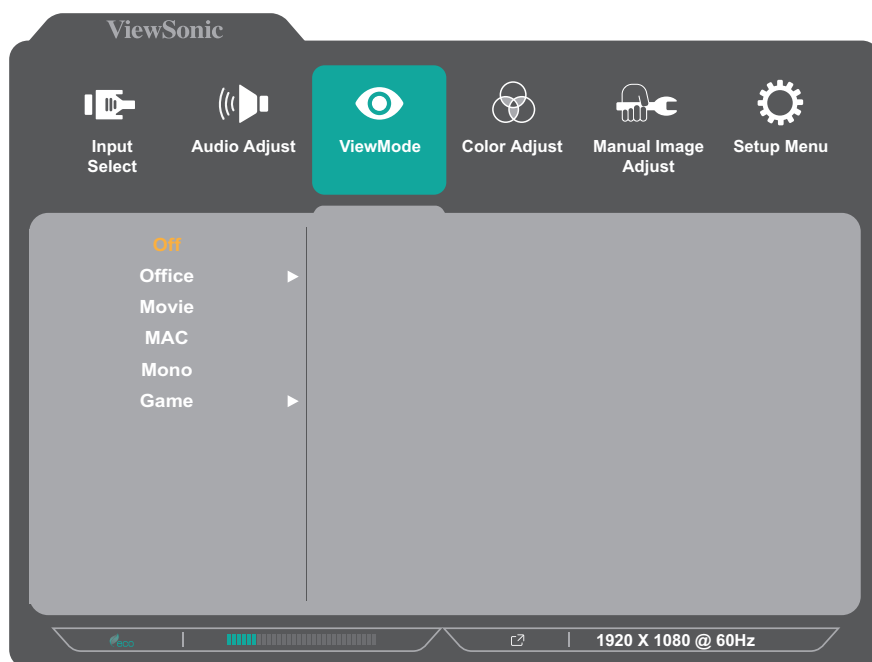 ViewSonic
Input
Select
Audio Adjust
ViewMode
Color Adjust
Manual Image
Adjust
Setup Menu
Off
Office
Movie
MAC
Mono
Game
eco
1920 X 1080 @ 60Hz